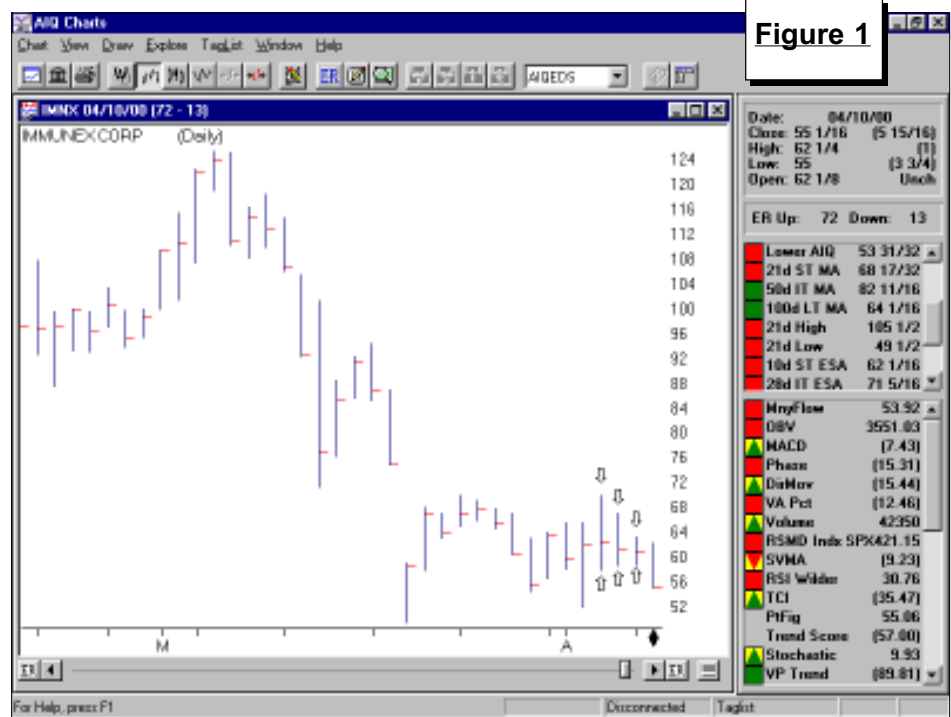 AIQ Charts
Figure 1
Chart View Draw Explore TagList Window Help
ER
AIQEDS
IMNX 04/10/00 (72 - 13)
IMMUNEXCORP (Daily)
124
120
116
112
108
104
100
96
92
88
84
80
76
72
68
64
60
56
52
M A
Date: 04/10/00
Close: 55 1/16 (5 15/16)
High: 62 1/4 (1)
Low: 55 (3 3/4)
Open: 62 1/8 Unch
ER Up: 72 Down: 13
Lower AIQ 53 31/32
21d ST MA 68 17/32
50d IT MA 82 11/16
100d LT MA 64 1/16
21d High 105 1/2
21d Low 49 1/2
10d ST ESA 62 1/16
28d IT ESA 71 5/16
MnyFlow 53.92
OBV 3551.03
MACD (7.43)
Phase (15.31)
DirMov (15.44)
VA Pct (12.46)
Volume 42350
RSMD Indx SPX421.15
SVMA (9.23)
RSI Wilder 30.76
TCI (35.47)
PtFig 55.06
Trend Score (57.00)
Stochastic 9.93
VP Trend (89.81)
For Help, press F1
Disconnected Taglist